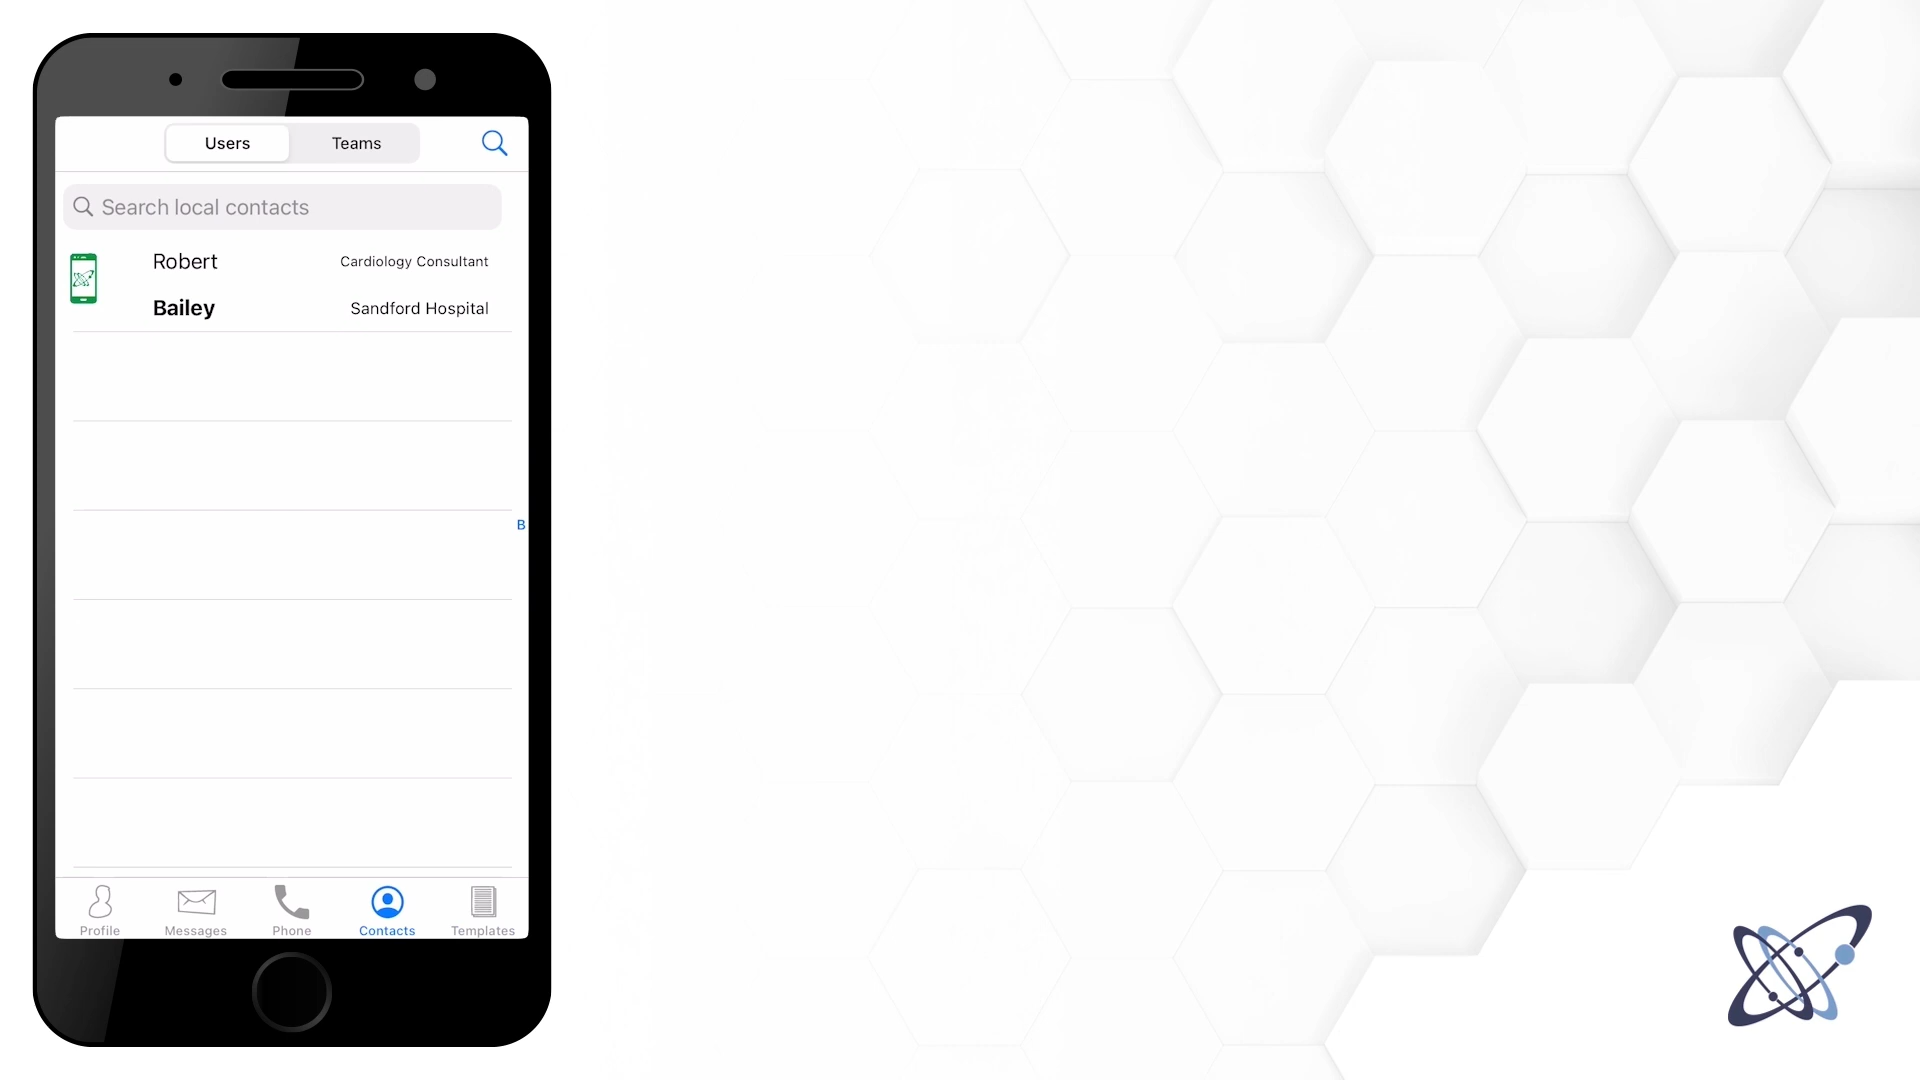 Users Teams
Search local contacts
Robert Cardiology Consultant
Bailey Sandford Hospital
B
Profile Messages Phone Contacts Templates